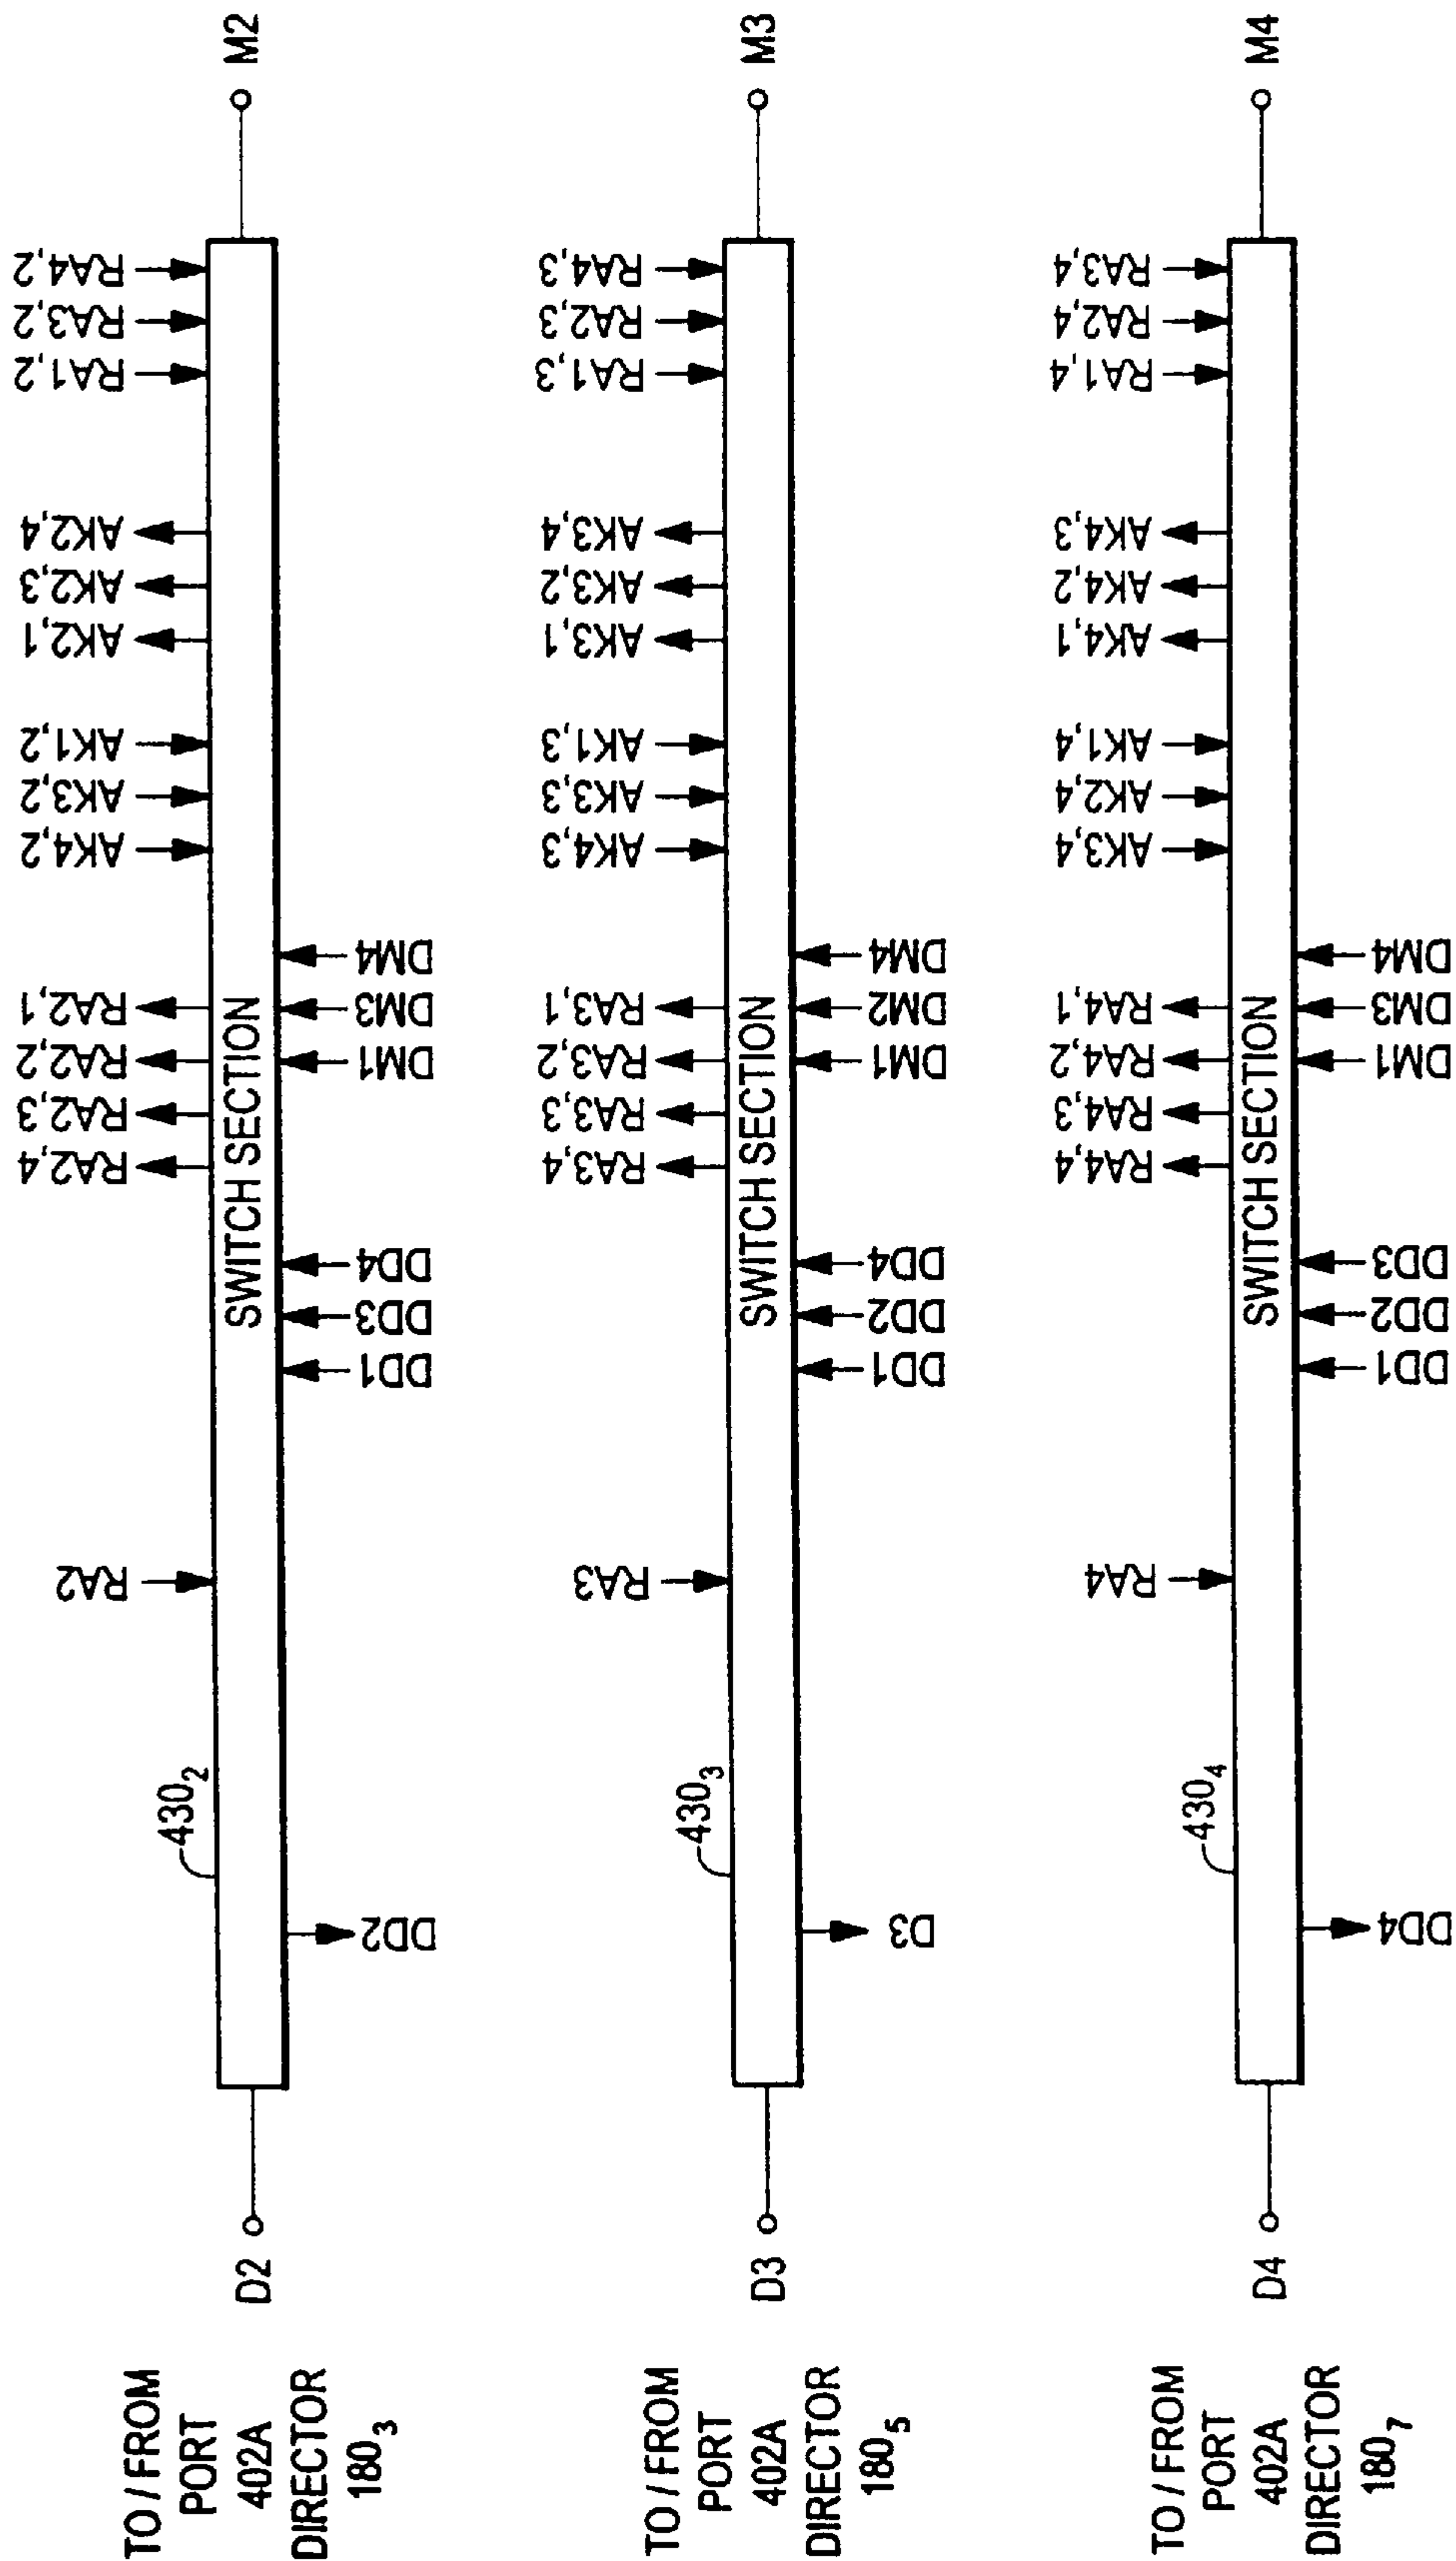 TO / FROM
PORT
402A
DIRECTOR
180₃
D2
DD2
430₂
RA2
DD1
DD3
DD4
SWITCH SECTION
RA2,4
RA2,3
RA2,2
RA2,1
DM1
DM3
DM4
AK4,2
AK3,2
AK1,2
AK2,1
AK2,3
AK2,4
RA1,2
RA3,2
RA4,2
M2
TO / FROM
PORT
402A
DIRECTOR
180₅
D3
D3
430₃
RA3
DD1
DD2
DD4
SWITCH SECTION
RA3,4
RA3,3
RA3,2
RA3,1
DM1
DM2
DM4
AK4,3
AK3,3
AK1,3
AK3,1
AK3,2
AK3,4
RA1,3
RA2,3
RA4,3
M3
TO / FROM
PORT
402A
DIRECTOR
180₇
D4
DD4
430₄
RA4
DD1
DD2
DD3
SWITCH SECTION
RA4,4
RA4,3
RA4,2
RA4,1
DM1
DM3
DM4
AK3,4
AK2,4
AK1,4
AK4,1
AK4,2
AK4,3
RA1,4
RA2,4
RA3,4
M4